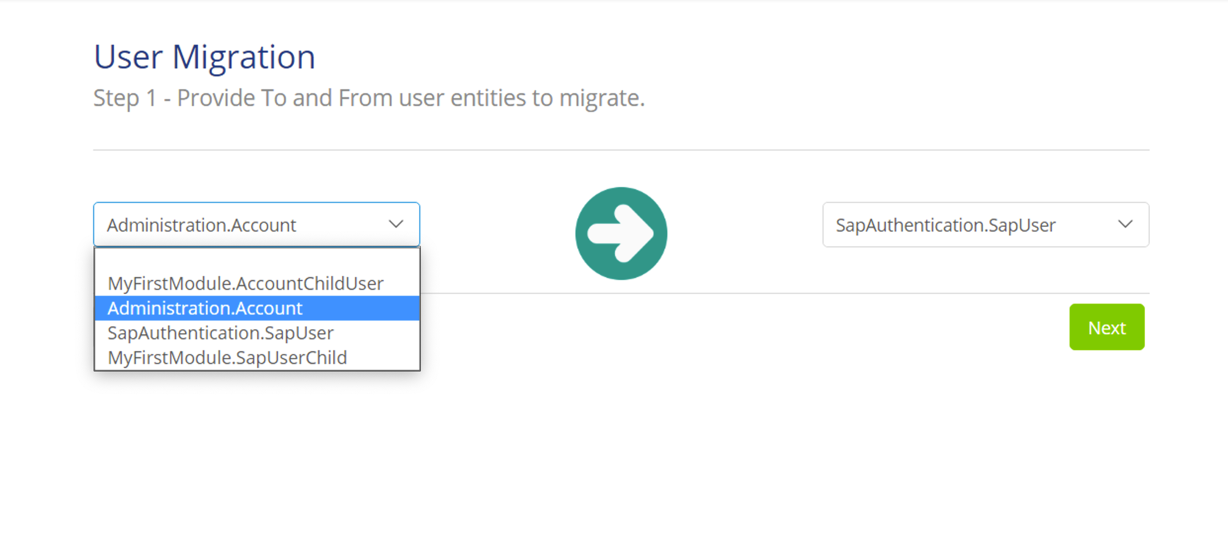 User Migration
Step 1 - Provide To and From user entities to migrate.
Administration.Account
SapAuthentication.SapUser
MyFirstModule.AccountChildUser
Administration.Account
SapAuthentication.SapUser
MyFirstModule.SapUserChild
Next